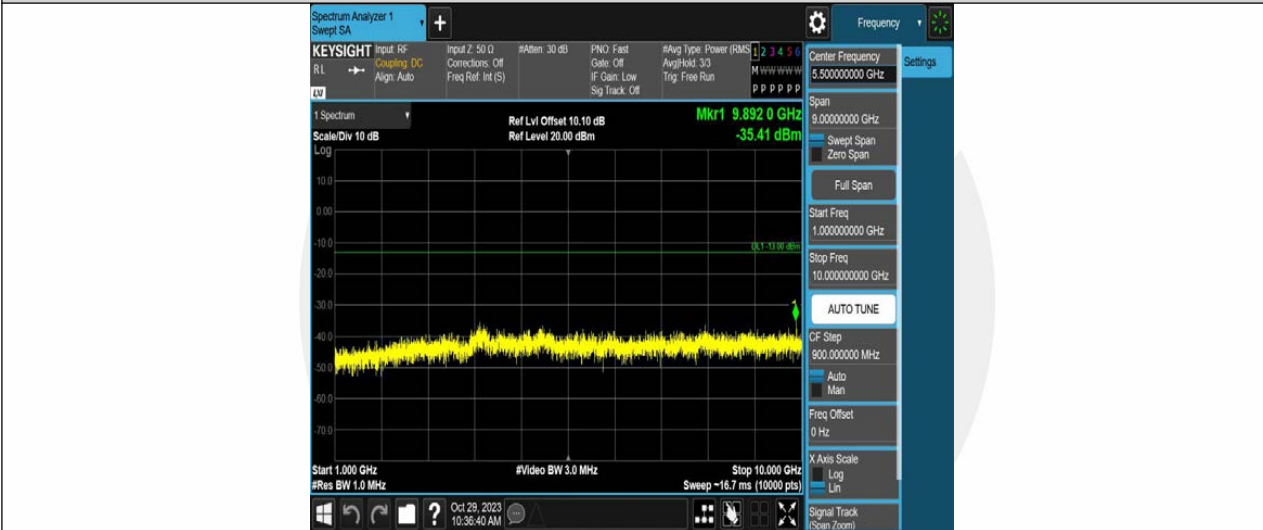 Spectrum Analyzer 1
Swept SA
Frequency
KEYSIGHT
RL
LV
Input: RF
Coupling: DC
Align: Auto
Input Z: 50 Ω
Corrections: Off
Freq Ref: Int (S)
#Atten: 30 dB
PNO: Fast
Gate: Off
IF Gain: Low
Sig Track: Off
#Avg Type: Power (RMS
Avg|Hold: 3/3
Trig: Free Run
1 2 3 4 5 6
M W W W W W
P P P P P P
1 Spectrum
Scale/Div 10 dB
Log
Ref Lvl Offset 10.10 dB
Ref Level 20.00 dBm
Mkr1 9.892 0 GHz
-35.41 dBm
10.0
0.00
-10.0
-20.0
-30.0
-40.0
-50.0
-60.0
-70.0
DL1 -13.00 dBm
1
Start 1.000 GHz
#Res BW 1.0 MHz
#Video BW 3.0 MHz
Stop 10.000 GHz
Sweep ~16.7 ms (10000 pts)
Oct 29, 2023
10:36:40 AM
Center Frequency
5.500000000 GHz
Settings
Span
9.00000000 GHz
Swept Span
Zero Span
Full Span
Start Freq
1.000000000 GHz
Stop Freq
10.000000000 GHz
AUTO TUNE
CF Step
900.000000 MHz
Auto
Man
Freq Offset
0 Hz
X Axis Scale
Log
Lin
Signal Track
(Span Zoom)